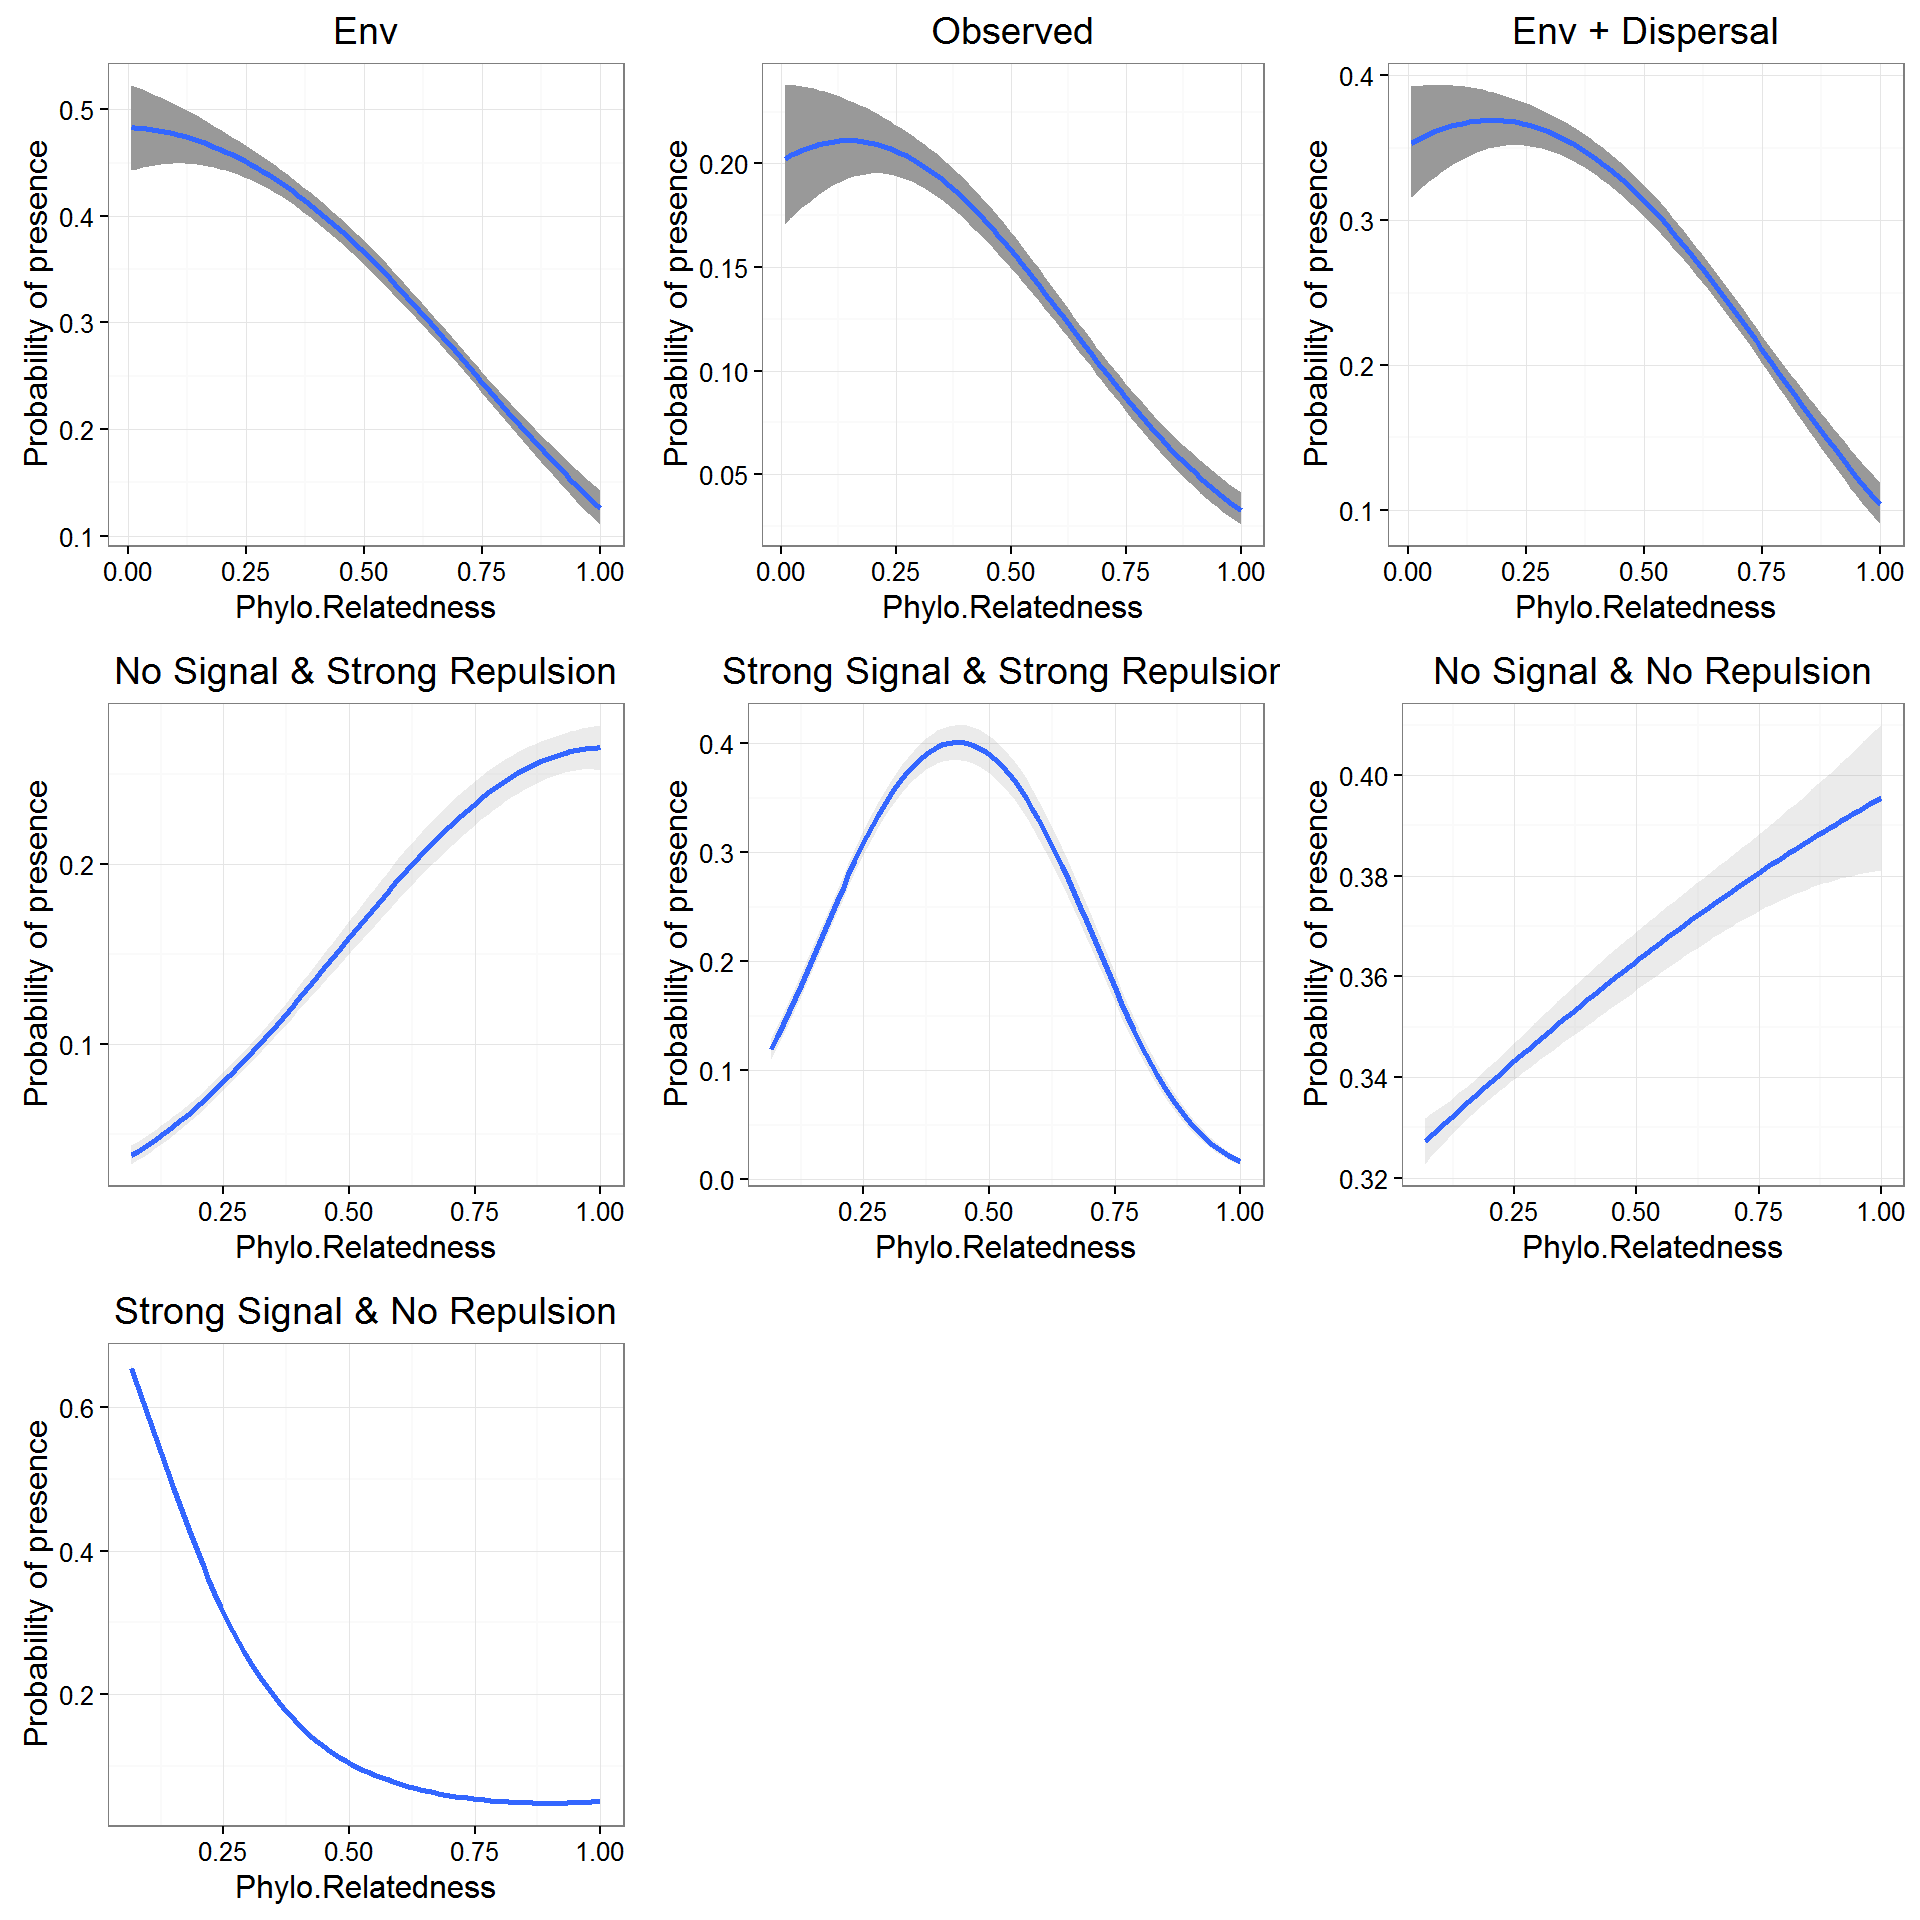 Env
Probability of presence
0.5
0.4
0.3
0.2
0.1
0.00 0.25 0.50 0.75 1.00
Phylo.Relatedness
Observed
Probability of presence
0.20
0.15
0.10
0.05
0.00 0.25 0.50 0.75 1.00
Phylo.Relatedness
Env + Dispersal
Probability of presence
0.4
0.3
0.2
0.1
0.00 0.25 0.50 0.75 1.00
Phylo.Relatedness
No Signal & Strong Repulsion
Probability of presence
0.2
0.1
0.25 0.50 0.75 1.00
Phylo.Relatedness
Strong Signal & Strong Repulsior
Probability of presence
0.4
0.3
0.2
0.1
0.0
0.25 0.50 0.75 1.00
Phylo.Relatedness
No Signal & No Repulsion
Probability of presence
0.40
0.38
0.36
0.34
0.32
0.25 0.50 0.75 1.00
Phylo.Relatedness
Strong Signal & No Repulsion
Probability of presence
0.6
0.4
0.2
0.25 0.50 0.75 1.00
Phylo.Relatedness